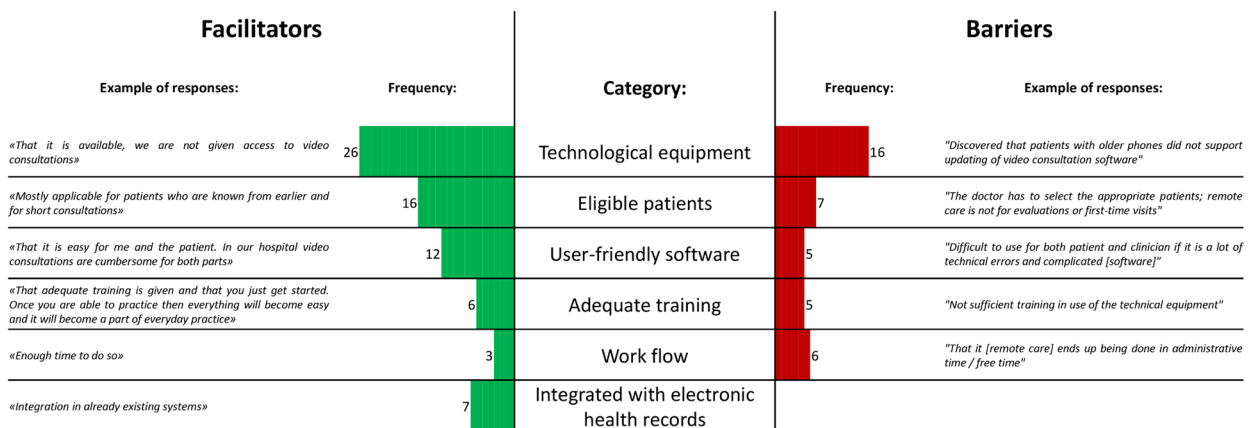 Facilitators
Barriers
Example of responses:
Frequency:
Category:
Frequency:
Example of responses:
«That it is available, we are not given access to video
consultations»
26
Technological equipment
16
"Discovered that patients with older phones did not support
updating of video consultation software"
«Mostly applicable for patients who are known from earlier and
for short consultations»
16
Eligible patients
7
"The doctor has to select the appropriate patients; remote
care is not for evaluations or first-time visits"
«That it is easy for me and the patient. In our hospital video
consultations are cumbersome for both parts»
12
User-friendly software
5
"Difficult to use for both patient and clinician if it is a lot of
technical errors and complicated [software]"
«That adequate training is given and that you just get started.
Once you are able to practice then everything will become easy
and it will become a part of everyday practice»
6
Adequate training
5
"Not sufficient training in use of the technical equipment"
«Enough time to do so»
3
Work flow
6
"That it [remote care] ends up being done in administrative
time / free time"
«Integration in already existing systems»
7
Integrated with electronic
health records